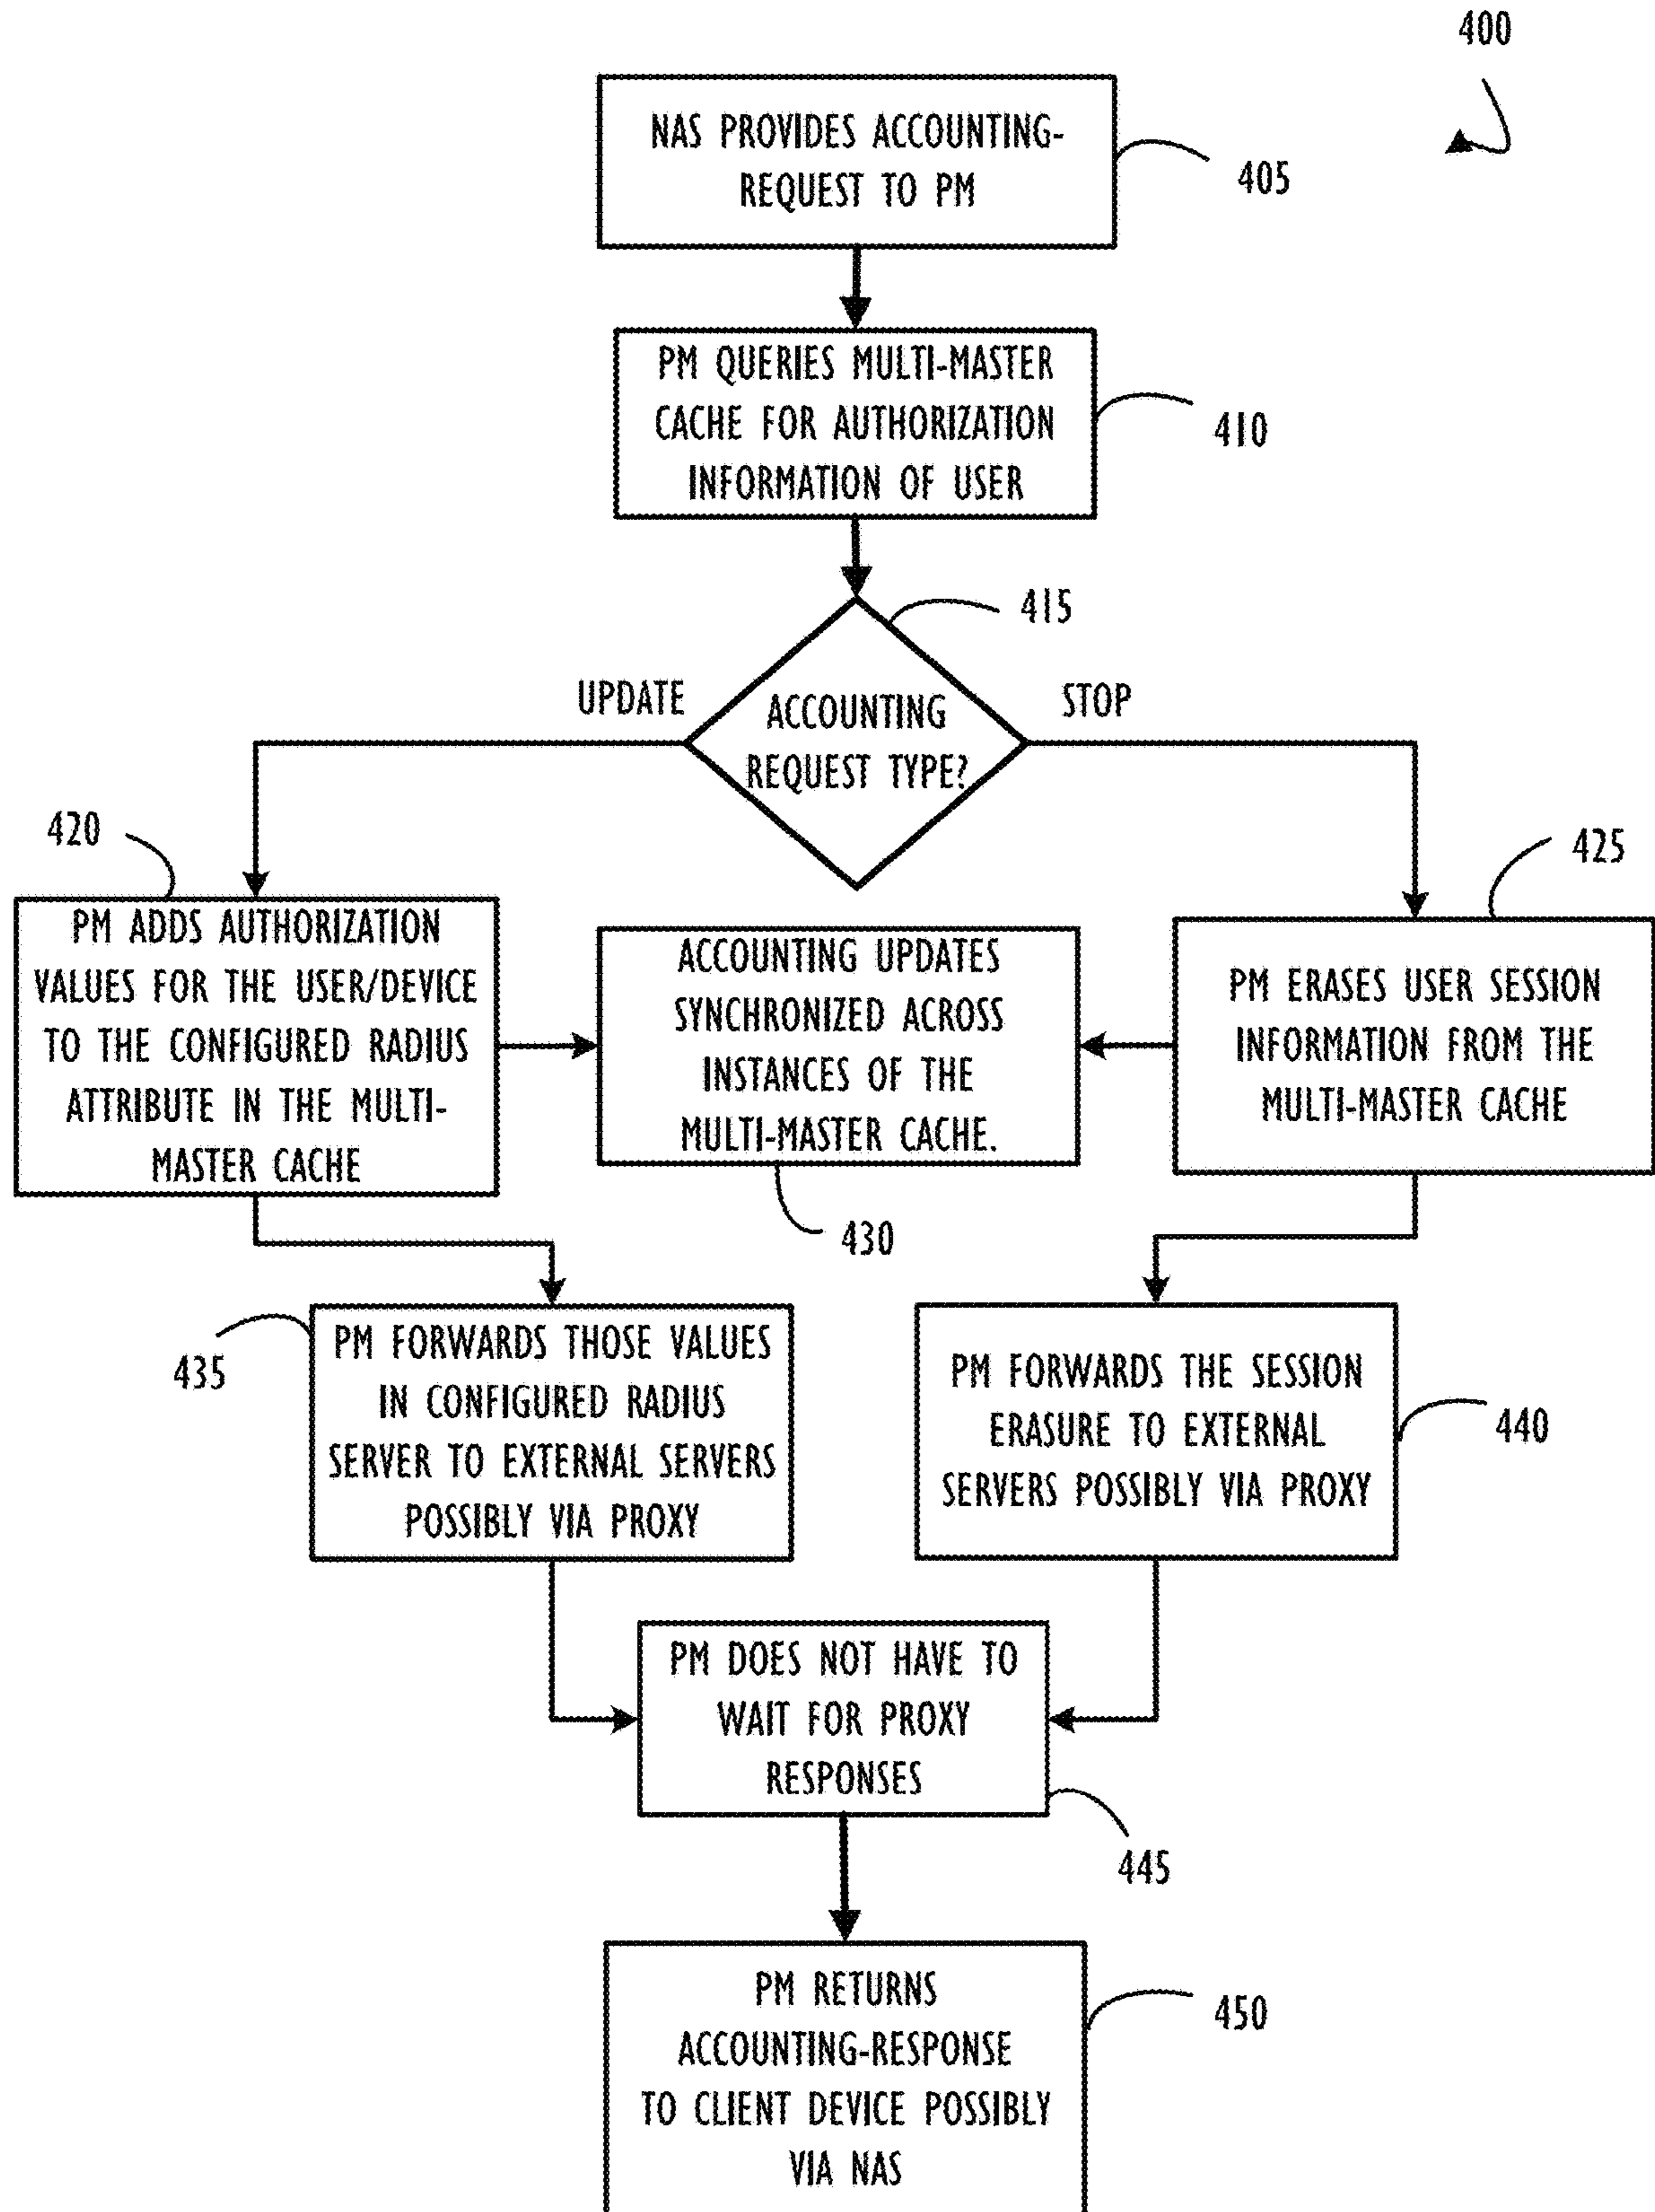 400
NAS PROVIDES ACCOUNTING-
REQUEST TO PM
405
PM QUERIES MULTI-MASTER
CACHE FOR AUTHORIZATION
INFORMATION OF USER
410
415
UPDATE
ACCOUNTING
REQUEST TYPE?
STOP
420
PM ADDS AUTHORIZATION
VALUES FOR THE USER/DEVICE
TO THE CONFIGURED RADIUS
ATTRIBUTE IN THE MULTI-
MASTER CACHE
ACCOUNTING UPDATES
SYNCHRONIZED ACROSS
INSTANCES OF THE
MULTI-MASTER CACHE.
430
425
PM ERASES USER SESSION
INFORMATION FROM THE
MULTI-MASTER CACHE
435
PM FORWARDS THOSE VALUES
IN CONFIGURED RADIUS
SERVER TO EXTERNAL SERVERS
POSSIBLY VIA PROXY
PM FORWARDS THE SESSION
ERASURE TO EXTERNAL
SERVERS POSSIBLY VIA PROXY
440
PM DOES NOT HAVE TO
WAIT FOR PROXY
RESPONSES
445
PM RETURNS
ACCOUNTING-RESPONSE
TO CLIENT DEVICE POSSIBLY
VIA NAS
450